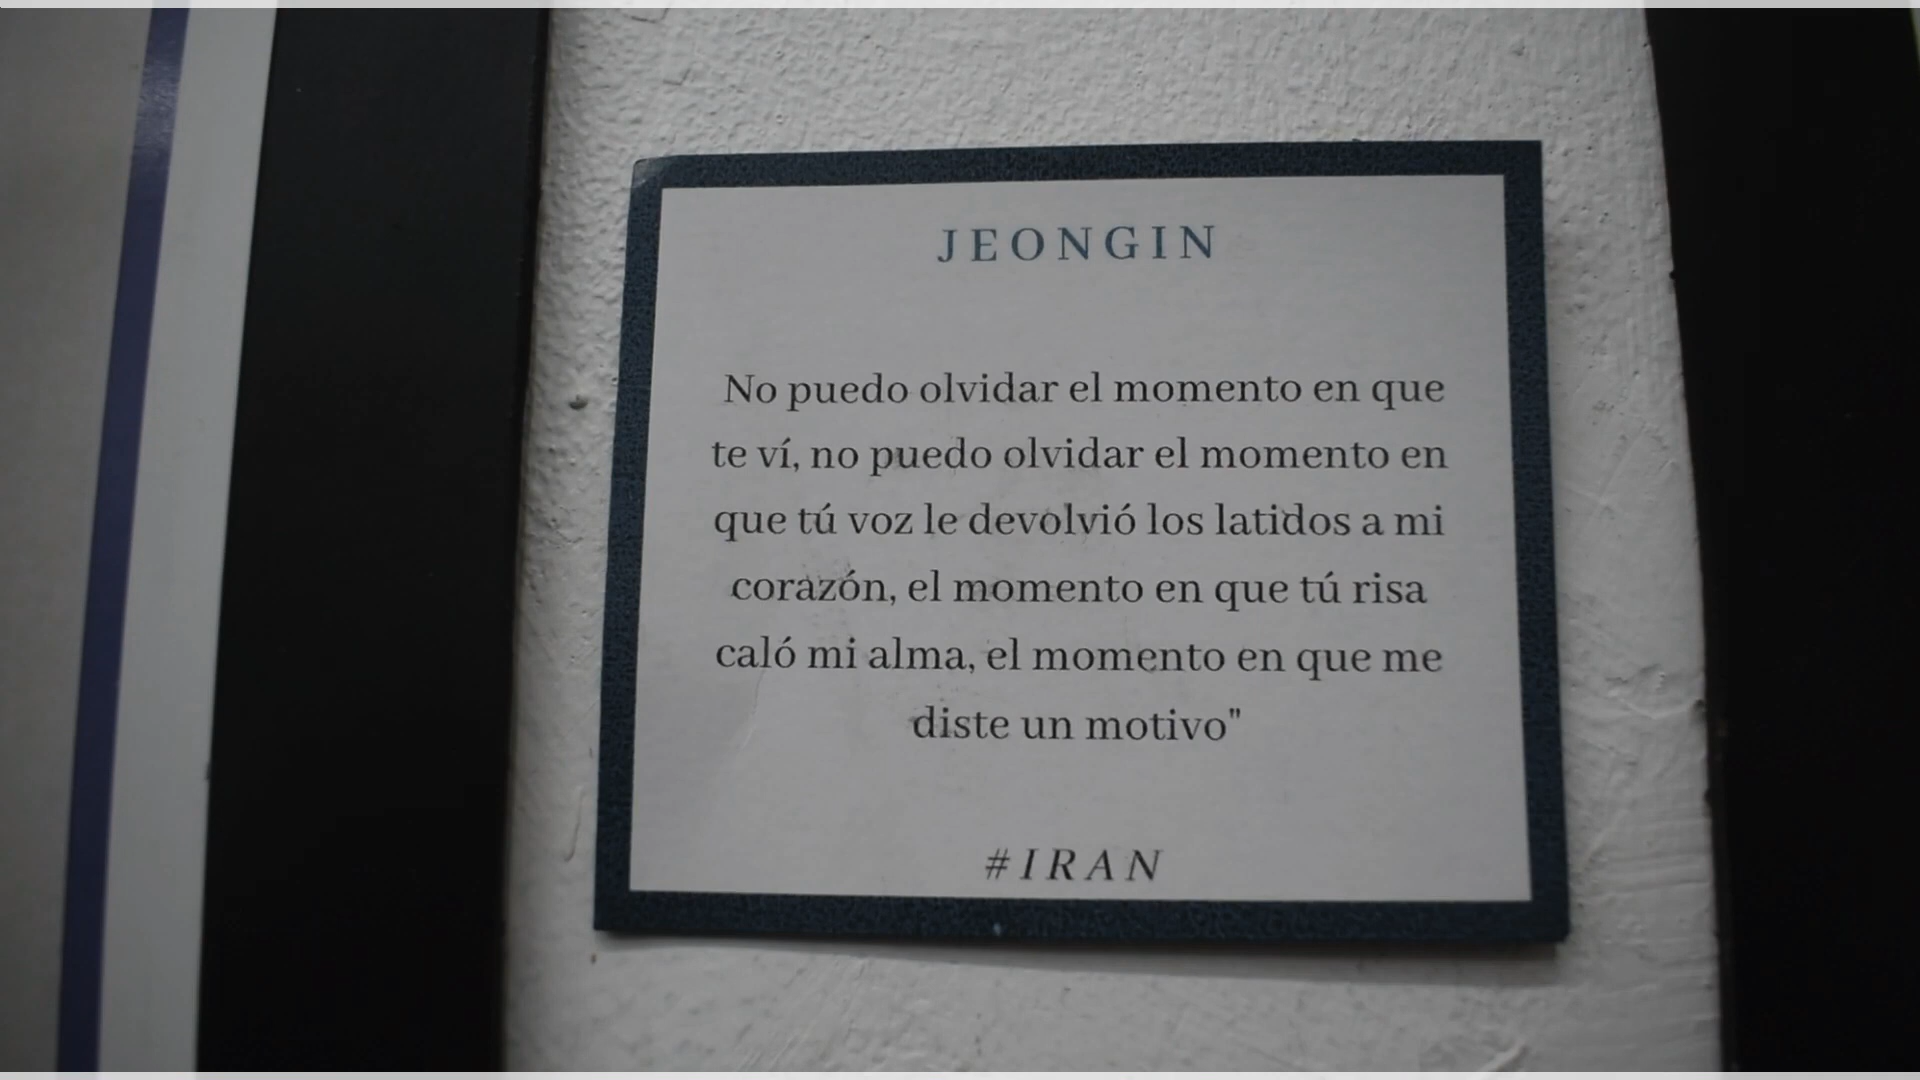 JEONGIN
No puedo olvidar el momento en que
te ví, no puedo olvidar el momento en
que tú voz le devolvió los latidos a mi
corazón, el momento en que tú risa
caló mi alma, el momento en que me
diste un motivo"
#IRAN